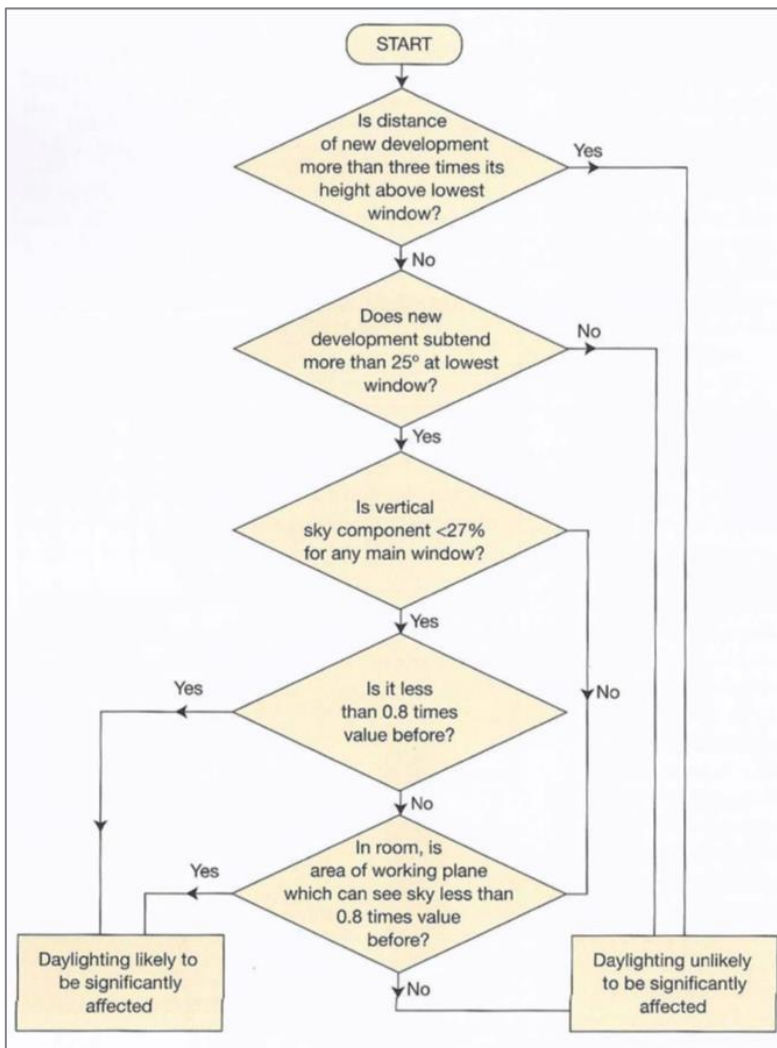 START
Is distance
of new development
more than three times its
height above lowest
window?
Yes
No
Does new
development subtend
more than 25º at lowest
window?
No
Yes
Is vertical
sky component <27%
for any main window?
Yes
No
Is it less
than 0.8 times
value before?
Yes
No
In room, is
area of working plane
which can see sky less than
0.8 times value
before?
Yes
No
Daylighting likely to
be significantly
affected
Daylighting unlikely
to be significantly
affected